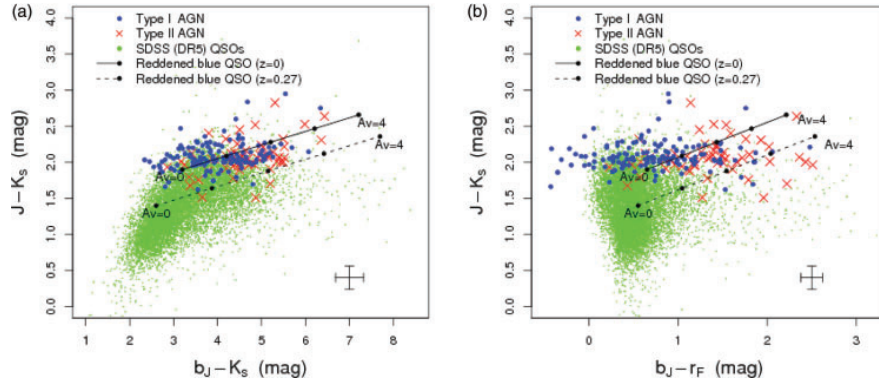 (a)
Type I AGN
Type II AGN
SDSS (DR5) QSOs
Reddened blue QSO (z=0)
Reddened blue QSO (z=0.27)
Av=4
Av=4
Av=0
Av=0
J−Kₛ (mag)
0.0 0.5 1.0 1.5 2.0 2.5 3.0 3.5 4.0
1 2 3 4 5 6 7 8
b_J−Kₛ (mag)
(b)
Type I AGN
Type II AGN
SDSS (DR5) QSOs
Reddened blue QSO (z=0)
Reddened blue QSO (z=0.27)
Av=4
Av=4
Av=0
Av=0
J−Kₛ (mag)
0.0 0.5 1.0 1.5 2.0 2.5 3.0 3.5 4.0
0 1 2 3
b_J−r_F (mag)